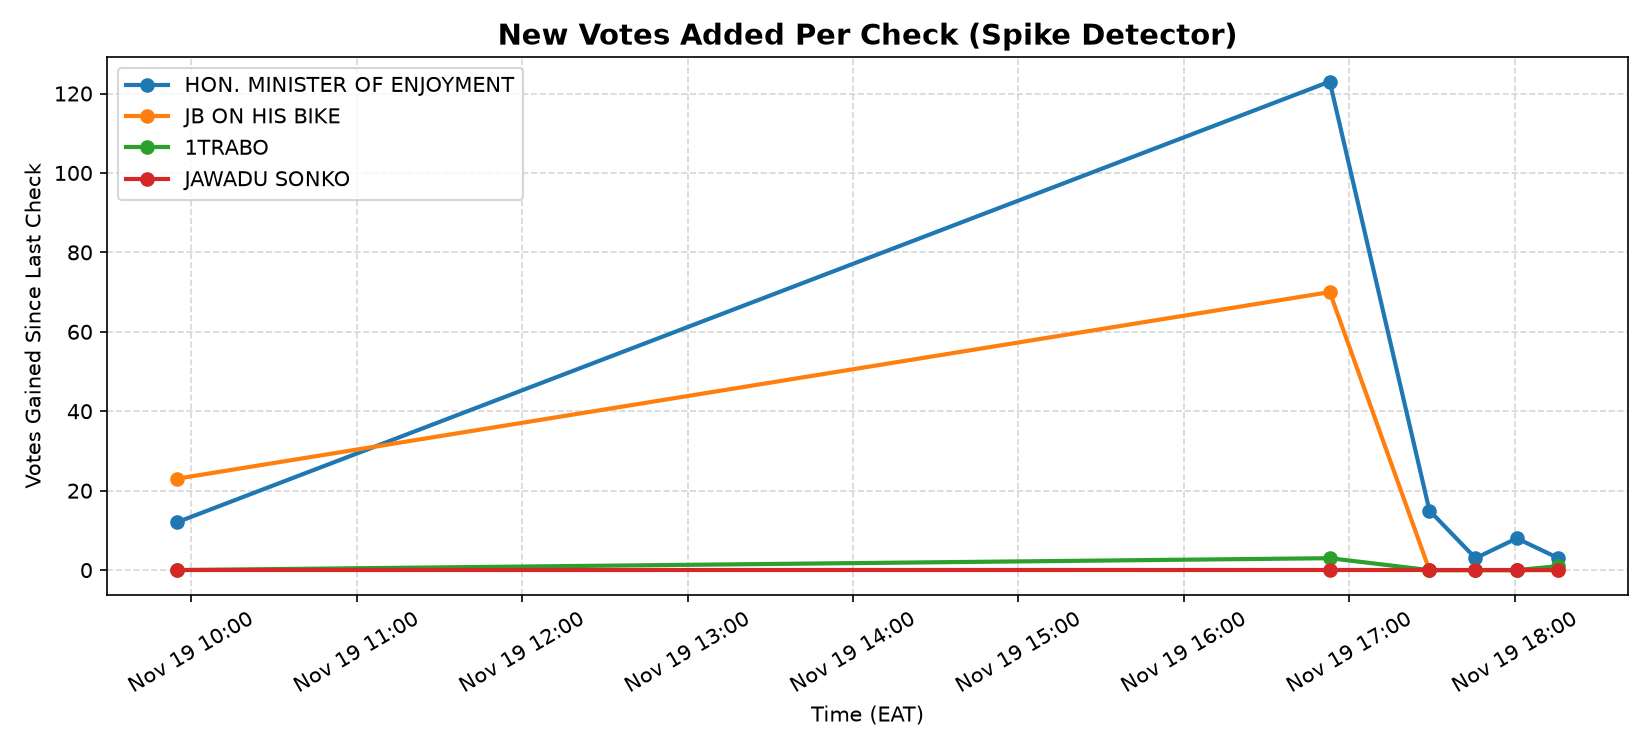 New Votes Added Per Check (Spike Detector)
HON. MINISTER OF ENJOYMENT
JB ON HIS BIKE
1TRABO
JAWADU SONKO
Votes Gained Since Last Check
120
100
80
60
40
20
0
Nov 19 10:00
Nov 19 11:00
Nov 19 12:00
Nov 19 13:00
Nov 19 14:00
Nov 19 15:00
Nov 19 16:00
Nov 19 17:00
Nov 19 18:00
Time (EAT)